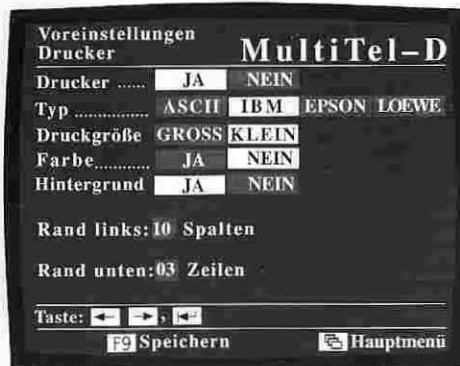 Voreinstellungen
Drucker MultiTel-D
Drucker ...... JA NEIN
Typ ............... ASCII IBM EPSON LOEWE
Druckgröße GROSS KLEIN
Farbe........... JA NEIN
Hintergrund JA NEIN
Rand links: 10 Spalten
Rand unten: 03 Zeilen
Taste: ← → , ↵
F9 Speichern Hauptmenü